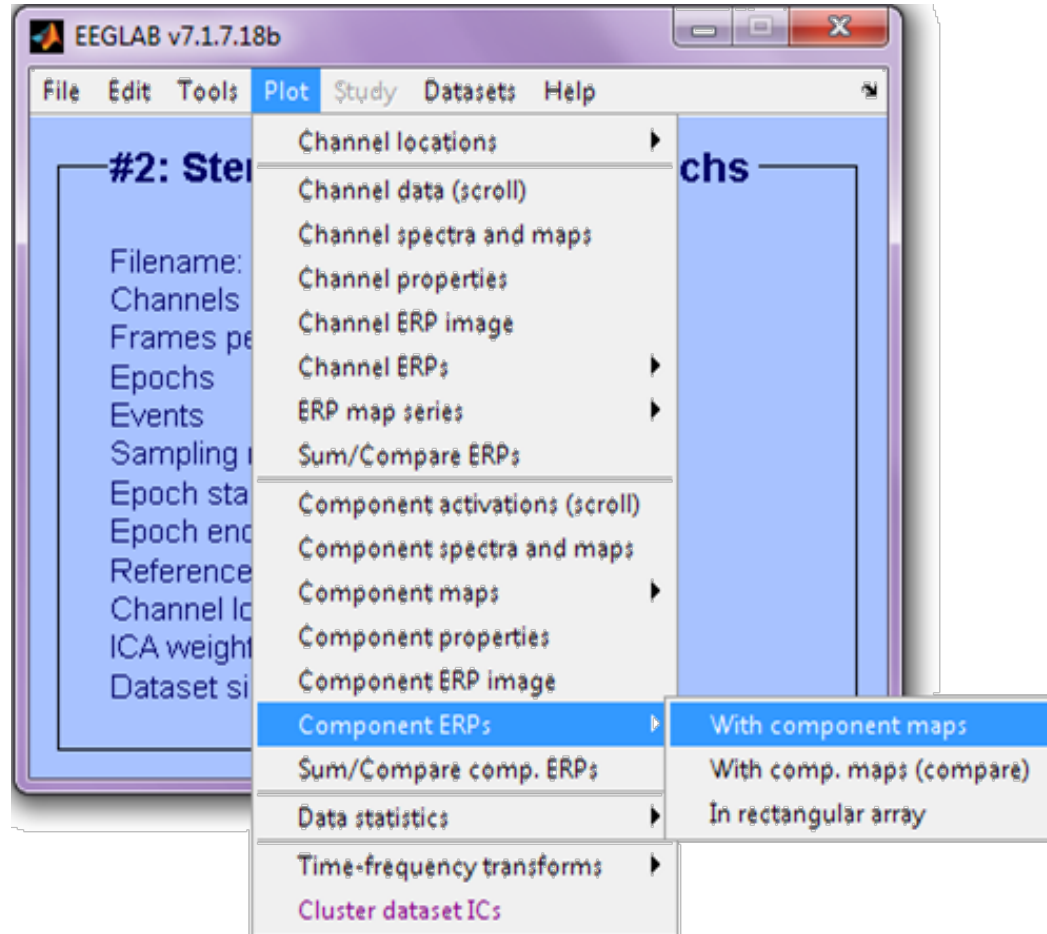 EEGLAB v7.1.7.18b
File Edit Tools Plot Study Datasets Help
#2: Ster chs
Filename:
Channels
Frames pe
Epochs
Events
Sampling r
Epoch sta
Epoch end
Reference
Channel lo
ICA weight
Dataset si
Channel locations
Channel data (scroll)
Channel spectra and maps
Channel properties
Channel ERP image
Channel ERPs
ERP map series
Sum/Compare ERPs
Component activations (scroll)
Component spectra and maps
Component maps
Component properties
Component ERP image
Component ERPs
Sum/Compare comp. ERPs
Data statistics
Time-frequency transforms
Cluster dataset ICs
With component maps
With comp. maps (compare)
In rectangular array